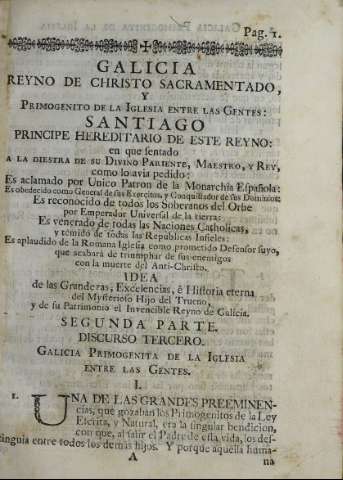 Pag. 1.
GALICIA
REYNO DE CHRISTO SACRAMENTADO,
Y
PRIMOGENITO DE LA IGLESIA ENTRE LAS GENTES:
SANTIAGO
PRINCIPE HEREDITARIO DE ESTE REYNO:
en que sentado
A LA DIESTRA DE SU DIVINO PARIENTE, MAESTRO, Y REY,
como lo avia pedido:
Es aclamado por Unico Patron de la Monarchia Española:
Es obedecido como General de sus Exercitos, y Conquistador de sus Dominios:
Es reconocido de todos los Soberanos del Orbe
por Emperador Universal de la tierra:
Es venerado de todas las Naciones Catholicas,
y temido de todas las Republicas Infieles:
Es aplaudido de la Romana Iglesia como prometido Defensor suyo,
que acabará de triumphar de sus enemigos
con la muerte del Anti-Christo.
IDEA
de las Grandezas, Excelencias, è Historia eterna
del Mysterioso Hijo del Trueno,
y de su Patrimonio el Invencible Reyno de Galicia.
SEGUNDA PARTE.
DISCURSO TERCERO.
GALICIA PRIMOGENITA DE LA IGLESIA
ENTRE LAS GENTES.
I.
1. UNA DE LAS GRANDES PREEMINEN-
cias, que gozaban los Primogenitos de la Ley
Escrita, y Natural, era la singular bendicion,
con que, al salir el Padre de esta vida, los des-
tinguia entre todos los demás hijos. Y porque aquella huma-
A
na